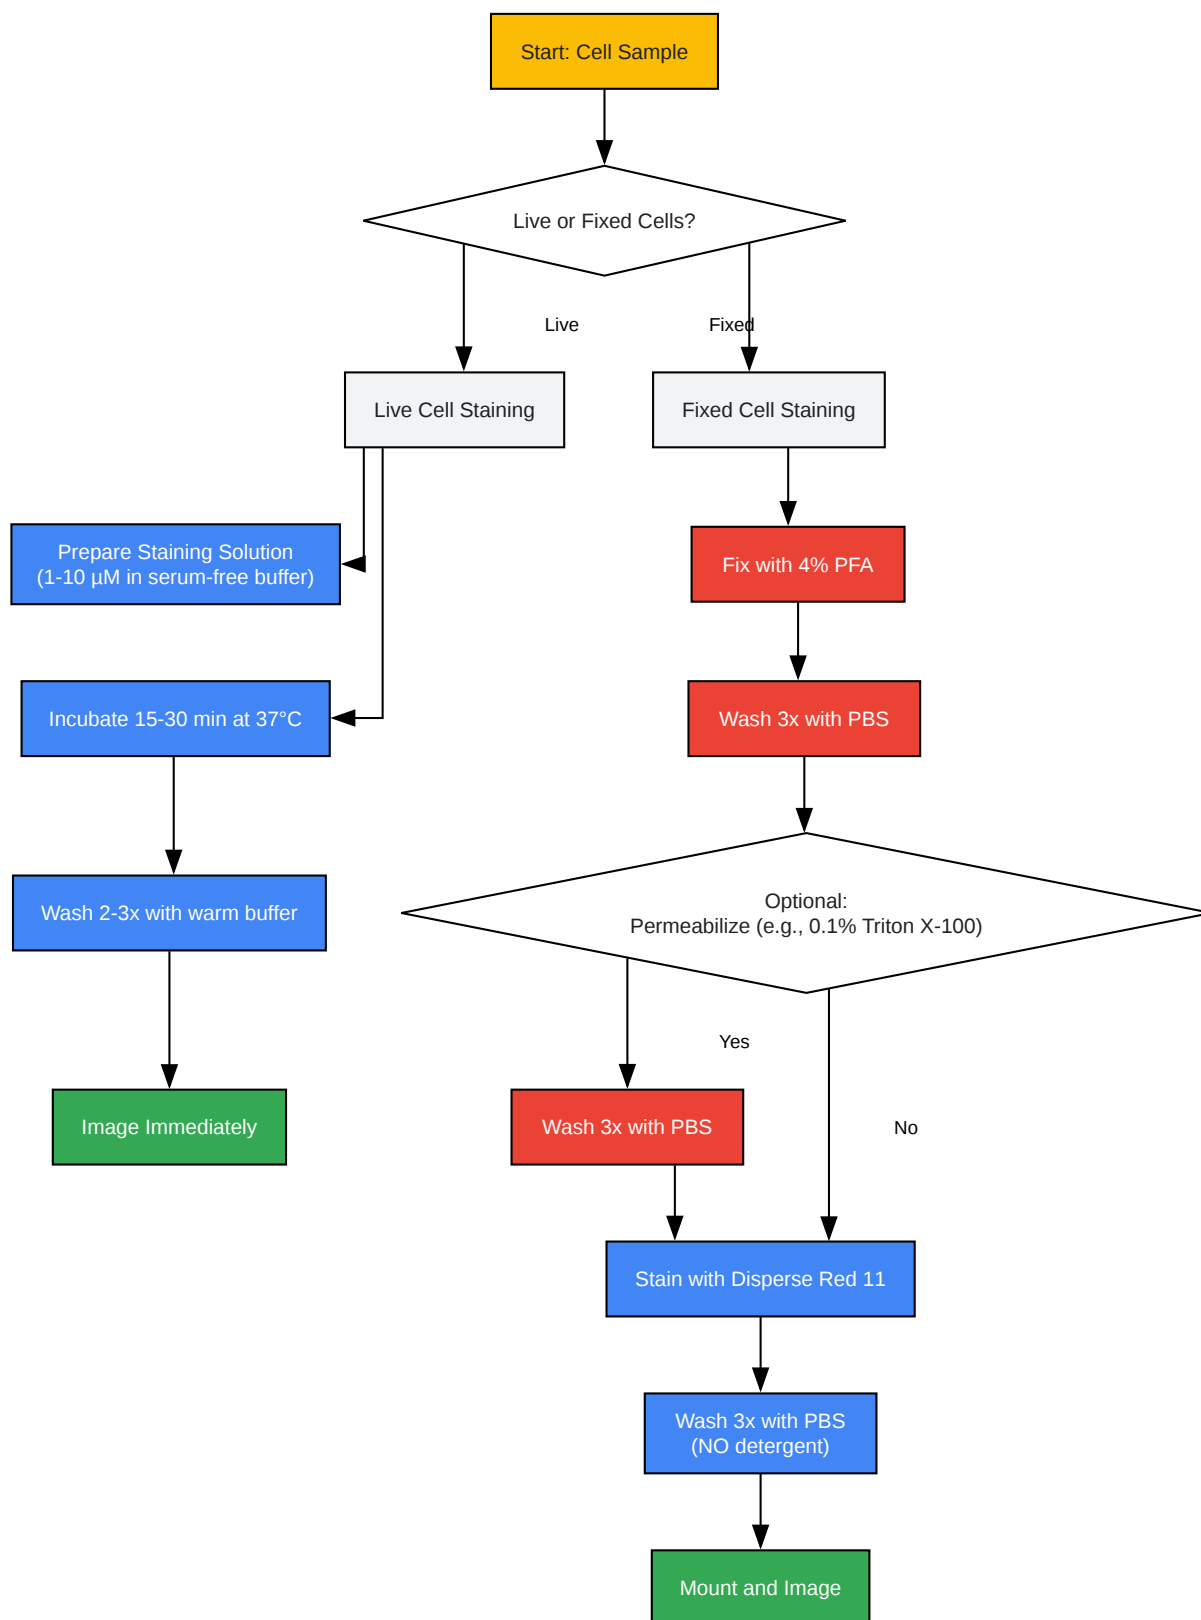 Start: Cell Sample
Live or Fixed Cells?
Live
Fixed
Live Cell Staining
Fixed Cell Staining
Prepare Staining Solution
(1-10 µM in serum-free buffer)
Fix with 4% PFA
Incubate 15-30 min at 37°C
Wash 3x with PBS
Wash 2-3x with warm buffer
Optional:
Permeabilize (e.g., 0.1% Triton X-100)
Yes
Image Immediately
Wash 3x with PBS
No
Stain with Disperse Red 11
Wash 3x with PBS
(NO detergent)
Mount and Image